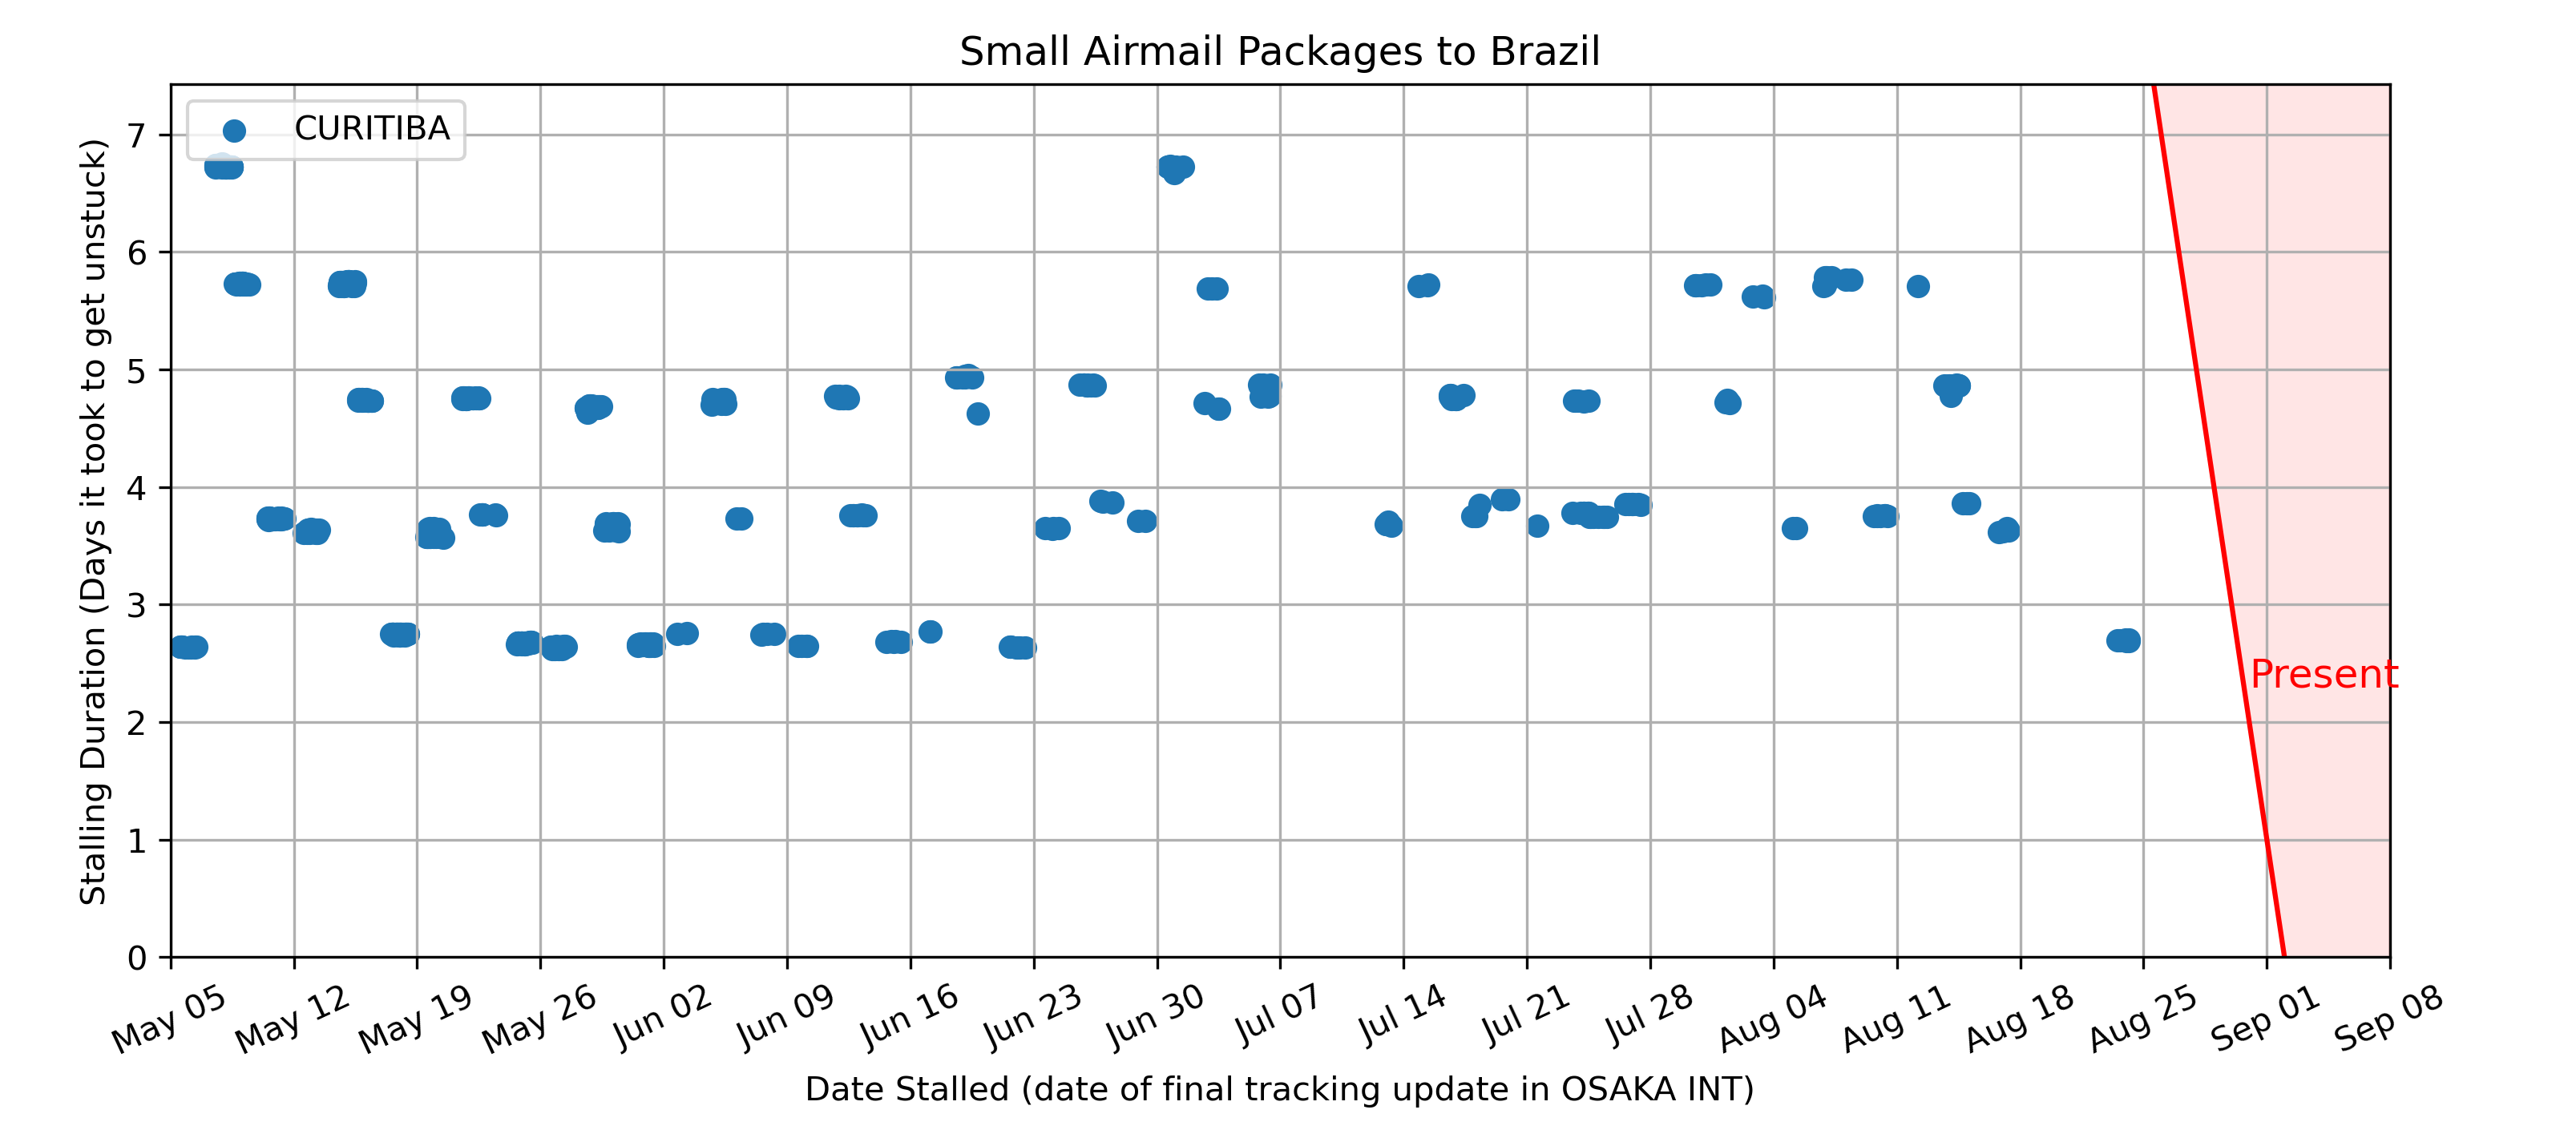 Small Airmail Packages to Brazil
CURITIBA
Stalling Duration (Days it took to get unstuck)
7
6
5
4
3
2
1
0
Present
May 05
May 12
May 19
May 26
Jun 02
Jun 09
Jun 16
Jun 23
Jun 30
Jul 07
Jul 14
Jul 21
Jul 28
Aug 04
Aug 11
Aug 18
Aug 25
Sep 01
Sep 08
Date Stalled (date of final tracking update in OSAKA INT)